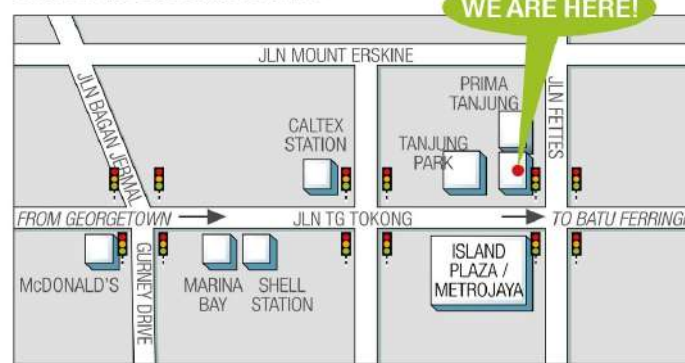 WE ARE HERE!
JLN MOUNT ERSKINE
JLN BAGAN JERMAL
PRIMA
TANJUNG
JLN FETTES
CALTEX
STATION
TANJUNG
PARK
FROM GEORGETOWN
JLN TG TOKONG
TO BATU FERRINGHI
McDONALD'S
GURNEY DRIVE
MARINA
BAY
SHELL
STATION
ISLAND
PLAZA /
METROJAYA